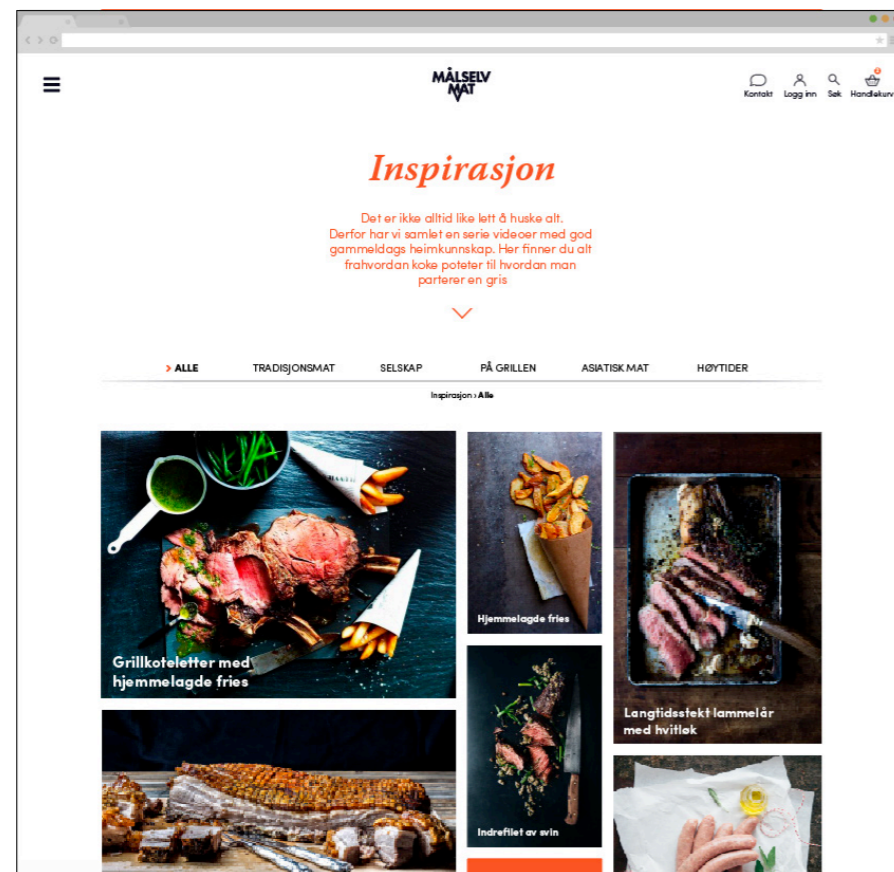 MÅLSELV
MAT
Kontakt
Logg inn
Søk
Handlekurv
Inspirasjon
Det er ikke alltid like lett å huske alt.
Derfor har vi samlet en serie videoer med god
gammeldags heimkunnskap. Her finner du alt
frahvordan koke poteter til hvordan man
parterer en gris
> ALLE
TRADISJONSMAT
SELSKAP
PÅ GRILLEN
ASIATISK MAT
HØYTIDER
Inspirasjon › Alle
Grillkoteletter med
hjemmelagde fries
Hjemmelagde fries
Langtidsstekt lammelår
med hvitløk
Indrefilet av svin